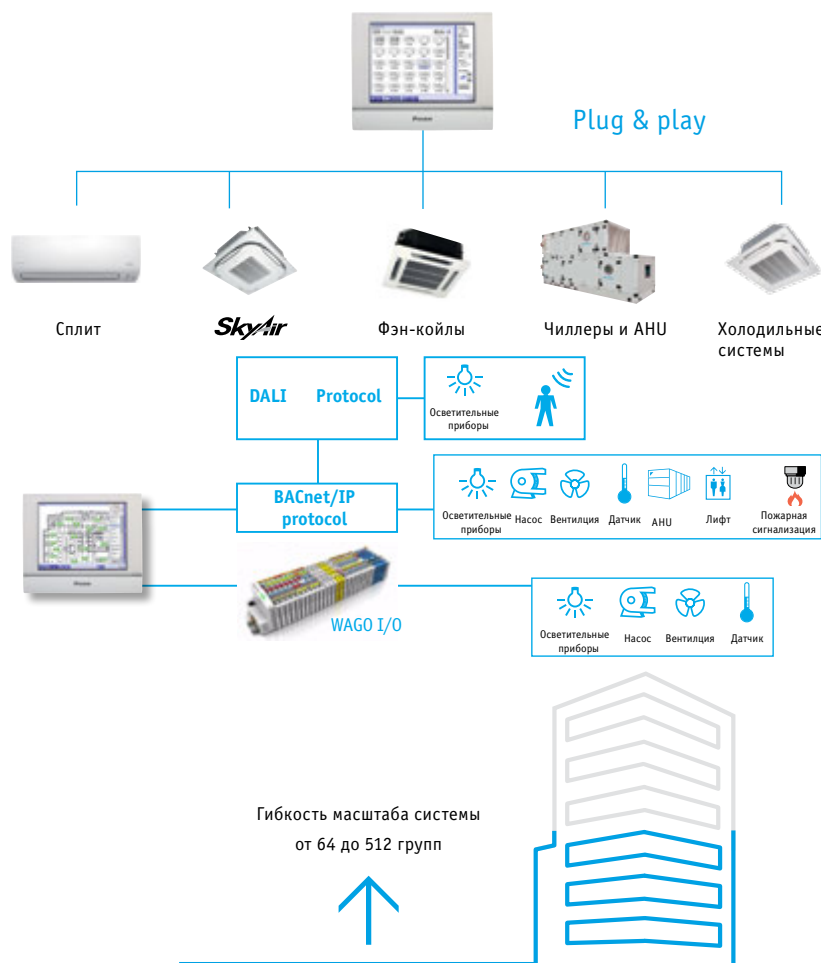 Plug & play
Сплит
SkyAir
Фэн-койлы
Чиллеры и AHU
Холодильные
системы
DALI Protocol
Осветительные
приборы
BACnet/IP
protocol
Осветительные
приборы
Насос
Вентилция
Датчик
AHU
Лифт
Пожарная
сигнализация
WAGO I/O
Осветительные
приборы
Насос
Вентилция
Датчик
Гибкость масштаба системы
от 64 до 512 групп